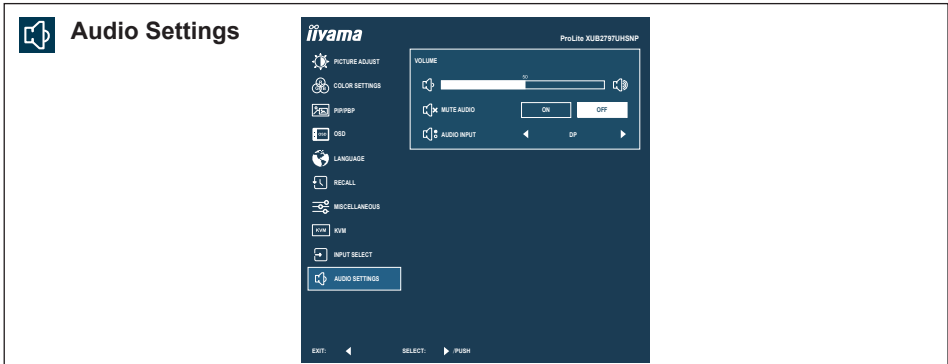 Audio Settings
iiyama
ProLite XUB2797UHSNP
PICTURE ADJUST
COLOR SETTINGS
PIP/PBP
OSD
OSD
LANGUAGE
RECALL
MISCELLANEOUS
KVM
KVM
INPUT SELECT
AUDIO SETTINGS
VOLUME
50
MUTE AUDIO
ON
OFF
AUDIO INPUT
DP
EXIT:
SELECT:
/PUSH